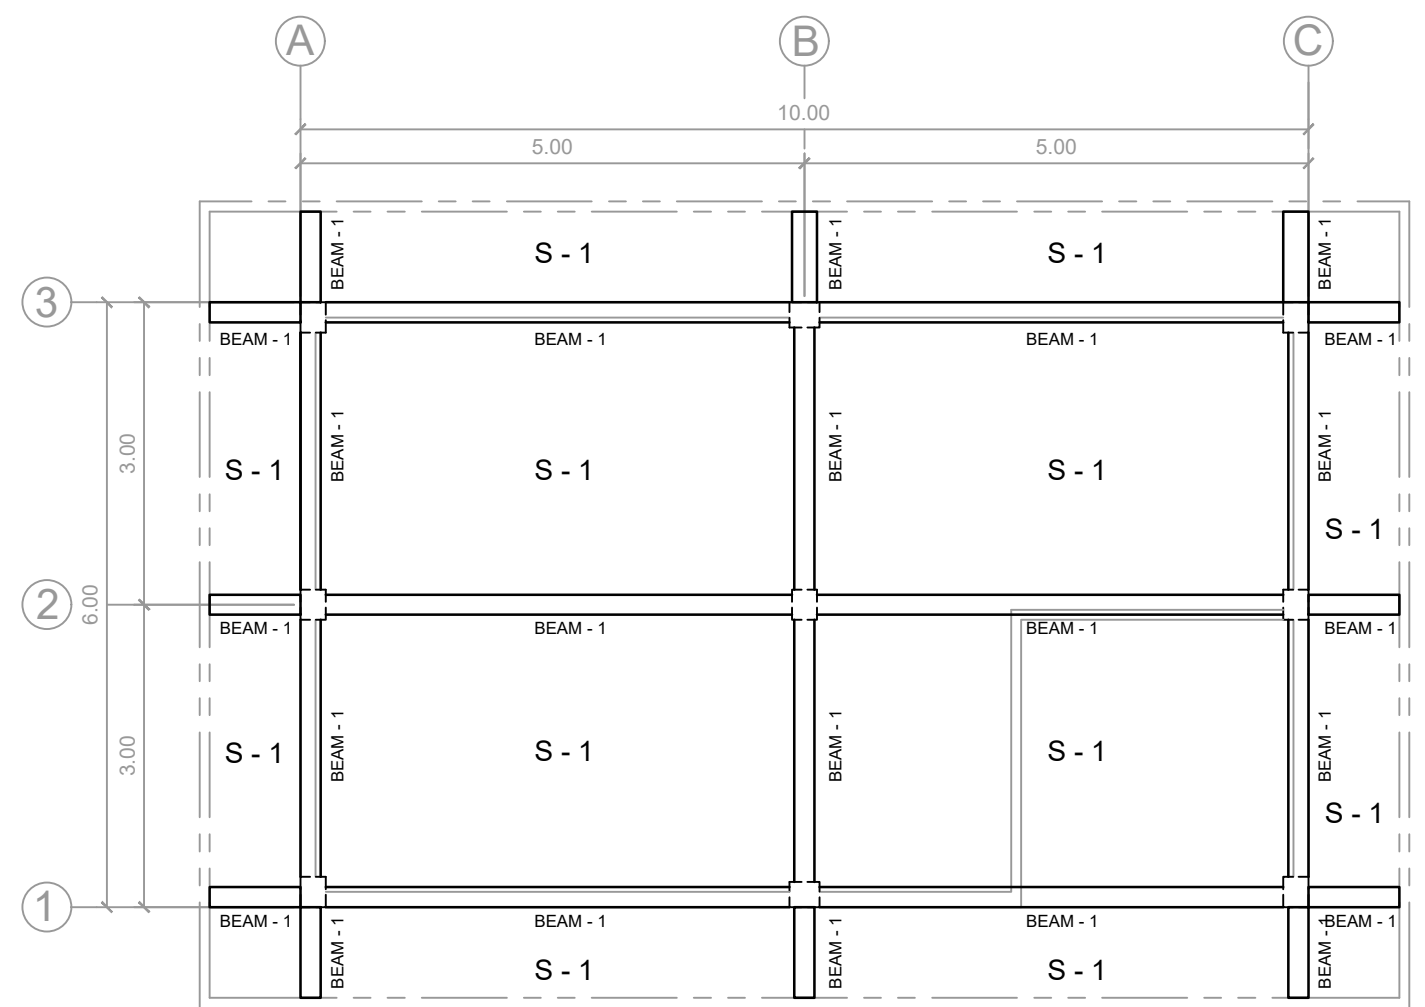 A B C
10.00
5.00 5.00
BEAM - 1 S - 1 BEAM - 1 S - 1 BEAM - 1
3
BEAM - 1 BEAM - 1 BEAM - 1 BEAM - 1
3.00 S - 1 BEAM - 1 S - 1 BEAM - 1 S - 1 BEAM - 1
S - 1
2 6.00
BEAM - 1 BEAM - 1 BEAM - 1 BEAM - 1
3.00 S - 1 BEAM - 1 S - 1 BEAM - 1 S - 1 BEAM - 1
S - 1
1
BEAM - 1 BEAM - 1 BEAM - 1 BEAM - 1
BEAM - 1 S - 1 BEAM - 1 S - 1 BEAM - 1